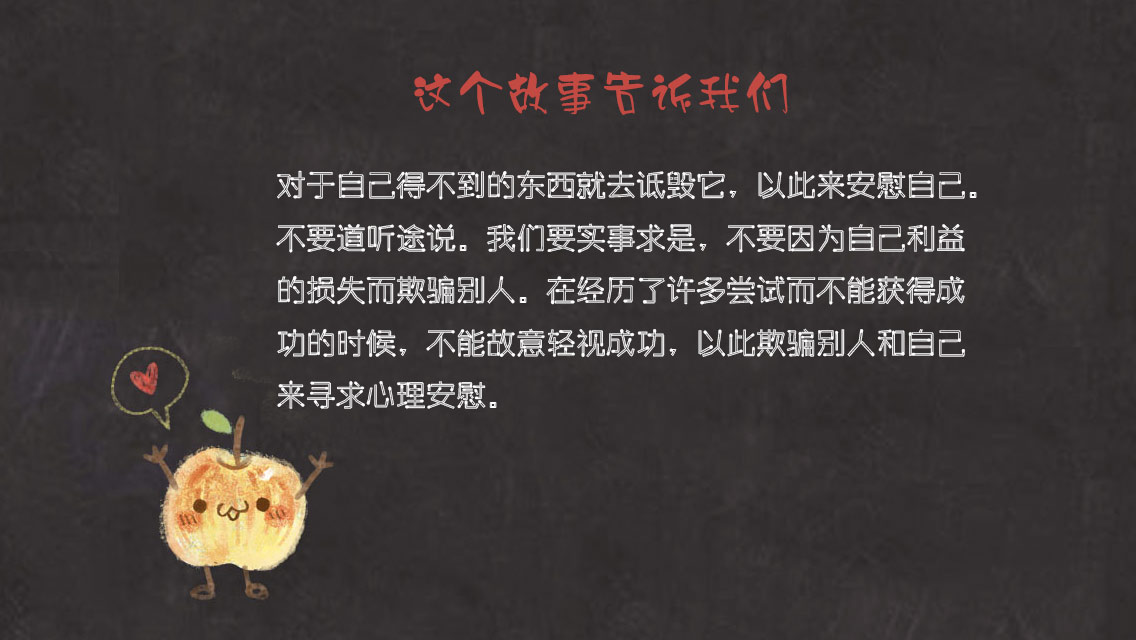 这个故事告诉我们
对于自己得不到的东西就去诋毁它，以此来安慰自己。
不要道听途说。我们要实事求是，不要因为自己利益
的损失而欺骗别人。在经历了许多尝试而不能获得成
功的时候，不能故意轻视成功，以此欺骗别人和自己
来寻求心理安慰。